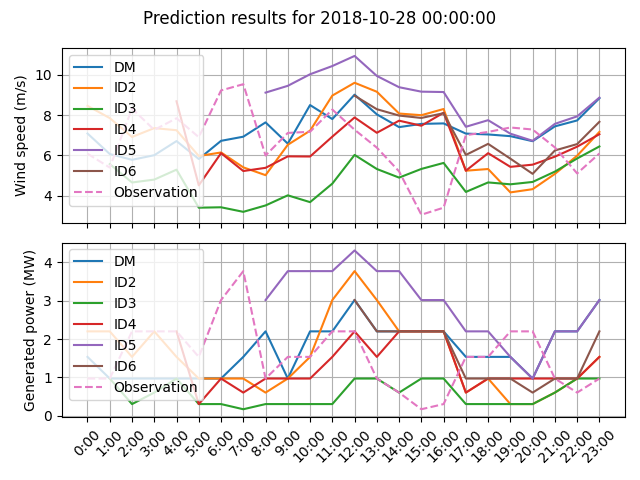 Prediction results for 2018-10-28 00:00:00
Wind speed (m/s)
10
8
6
4
DM
ID2
ID3
ID4
ID5
ID6
Observation
Generated power (MW)
4
3
2
1
0
DM
ID2
ID3
ID4
ID5
ID6
Observation
0:00 1:00 2:00 3:00 4:00 5:00 6:00 7:00 8:00 9:00 10:00 11:00 12:00 13:00 14:00 15:00 16:00 17:00 18:00 19:00 20:00 21:00 22:00 23:00